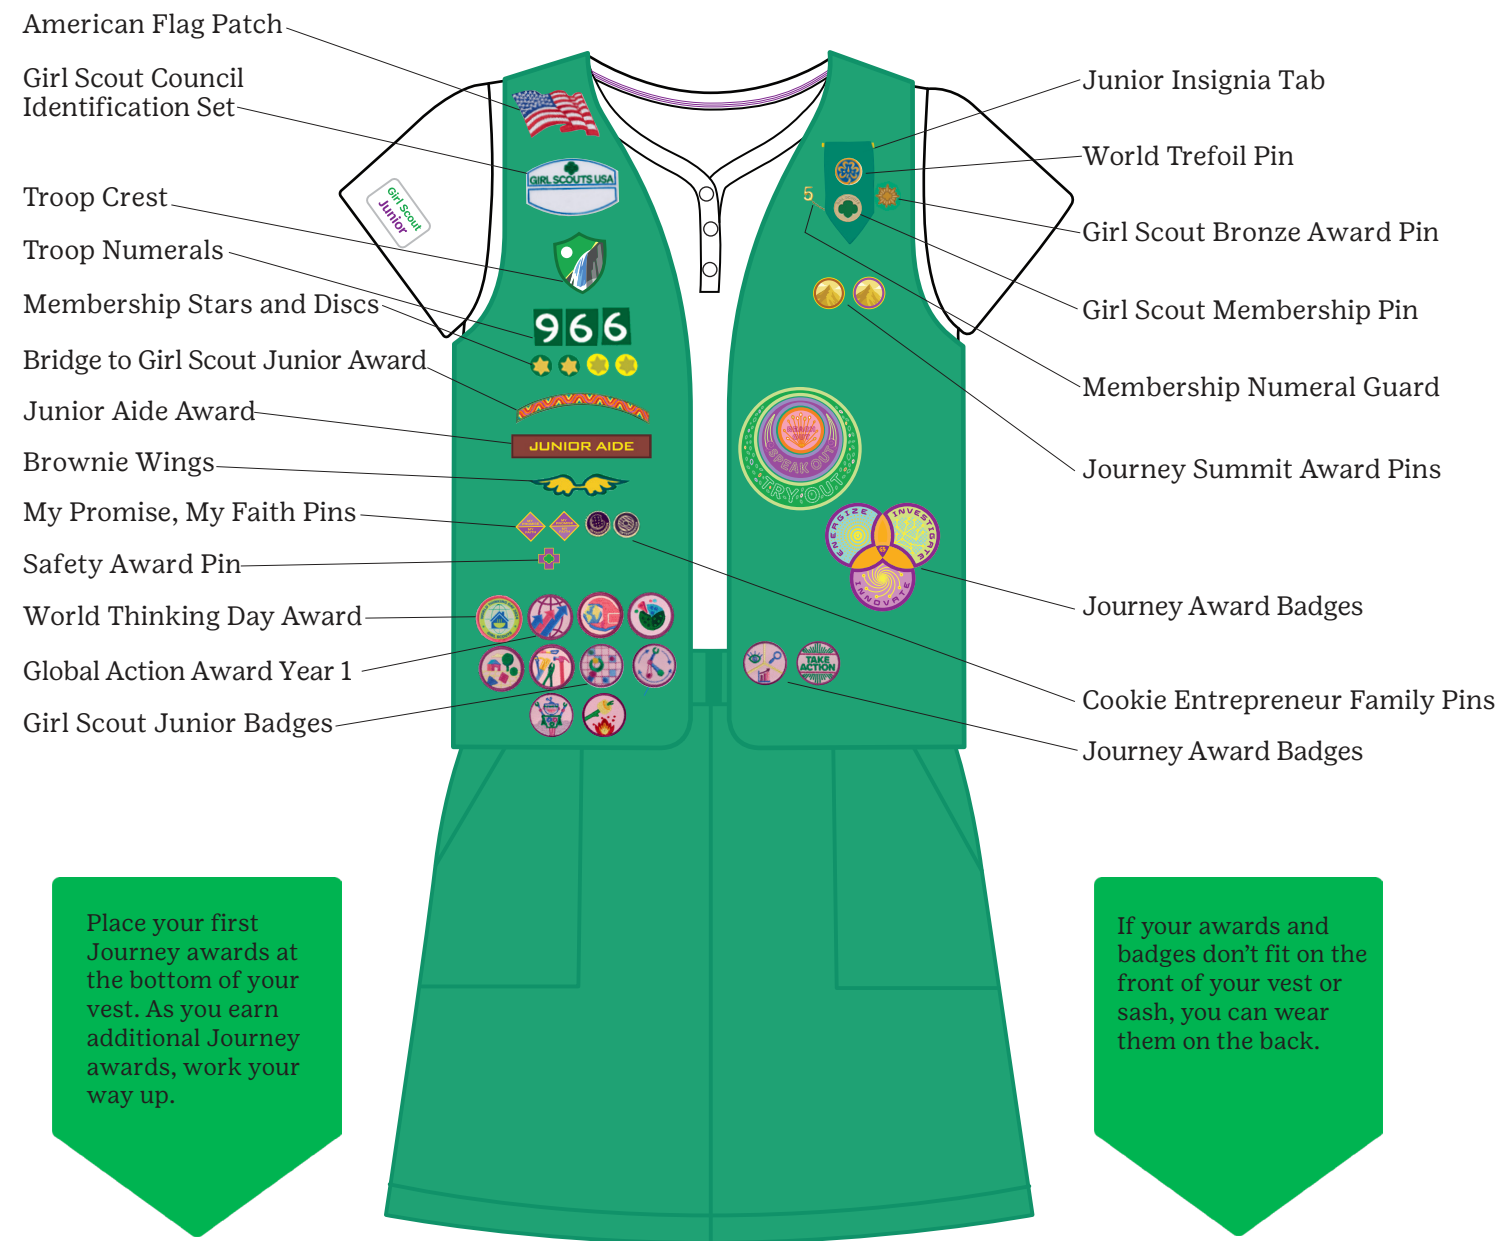 American Flag Patch
Girl Scout Council
Identification Set
Troop Crest
Troop Numerals
Membership Stars and Discs
Bridge to Girl Scout Junior Award
Junior Aide Award
Brownie Wings
My Promise, My Faith Pins
Safety Award Pin
World Thinking Day Award
Global Action Award Year 1
Girl Scout Junior Badges
Girl Scout
Junior
GIRL SCOUTS USA
966
JUNIOR AIDE
5
SPEAK OUT
TRY OUT
ENERGIZE
INVESTIGATE
INNOVATE
TAKE
ACTION
Junior Insignia Tab
World Trefoil Pin
Girl Scout Bronze Award Pin
Girl Scout Membership Pin
Membership Numeral Guard
Journey Summit Award Pins
Journey Award Badges
Cookie Entrepreneur Family Pins
Journey Award Badges
Place your first
Journey awards at
the bottom of your
vest. As you earn
additional Journey
awards, work your
way up.
If your awards and
badges don’t fit on the
front of your vest or
sash, you can wear
them on the back.